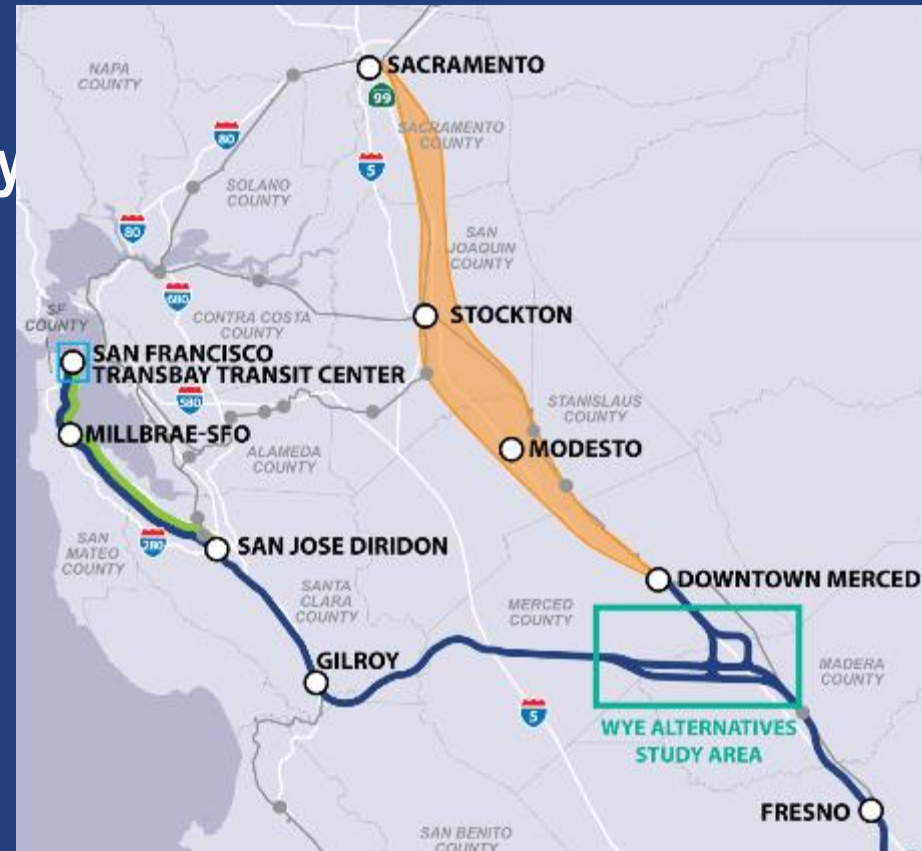 y
NAPA
COUNTY
SACRAMENTO
99
SACRAMENTO
COUNTY
80
5
SOLANO
COUNTY
80
SAN
JOAQUIN
COUNTY
680
SF
COUNTY
CONTRA COSTA
COUNTY
STOCKTON
SAN FRANCISCO
TRANSBAY TRANSIT CENTER
580
STANISLAUS
COUNTY
MILLBRAE-SFO
ALAMEDA
COUNTY
MODESTO
280
SAN
MATEO
COUNTY
SAN JOSE DIRIDON
SANTA
CLARA
COUNTY
DOWNTOWN MERCED
MERCED
COUNTY
GILROY
MADERA
COUNTY
5
WYE ALTERNATIVES
STUDY AREA
FRESNO
SAN BENITO
COUNTY